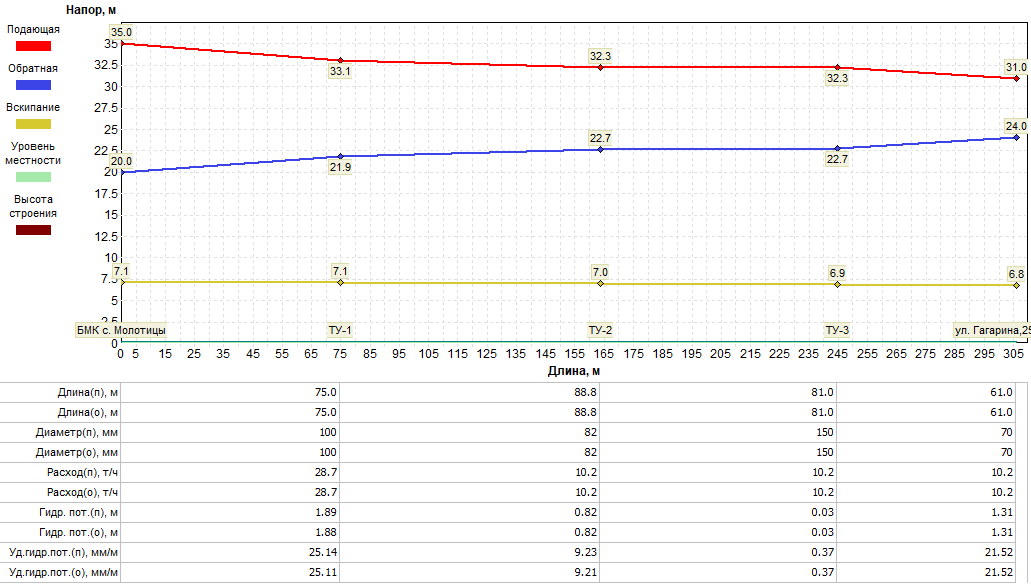 Напор, м
Подающая
Обратная
Вскипание
Уровень
местности
Высота
строения
35
32.5
30
27.5
25
22.5
20
17.5
15
12.5
10
7.5
5
2.5
0
35.0
33.1
32.3
32.3
31.0
20.0
21.9
22.7
22.7
24.0
7.1
7.1
7.0
6.9
6.8
БМК с. Молотицы ТУ-1 ТУ-2 ТУ-3 ул. Гагарина,25
0 5 15 25 35 45 55 65 75 85 95 105 115 125 135 145 155 165 175 185 195 205 215 225 235 245 255 265 275 285 295 305
Длина, м
Длина(п), м 75.0 88.8 81.0 61.0
Длина(о), м 75.0 88.8 81.0 61.0
Диаметр(п), мм 100 82 150 70
Диаметр(о), мм 100 82 150 70
Расход(п), т/ч 28.7 10.2 10.2 10.2
Расход(о), т/ч 28.7 10.2 10.2 10.2
Гидр. пот.(п), м 1.89 0.82 0.03 1.31
Гидр. пот.(о), м 1.88 0.82 0.03 1.31
Уд.гидр.пот.(п), мм/м 25.14 9.23 0.37 21.52
Уд.гидр.пот.(о), мм/м 25.11 9.21 0.37 21.52